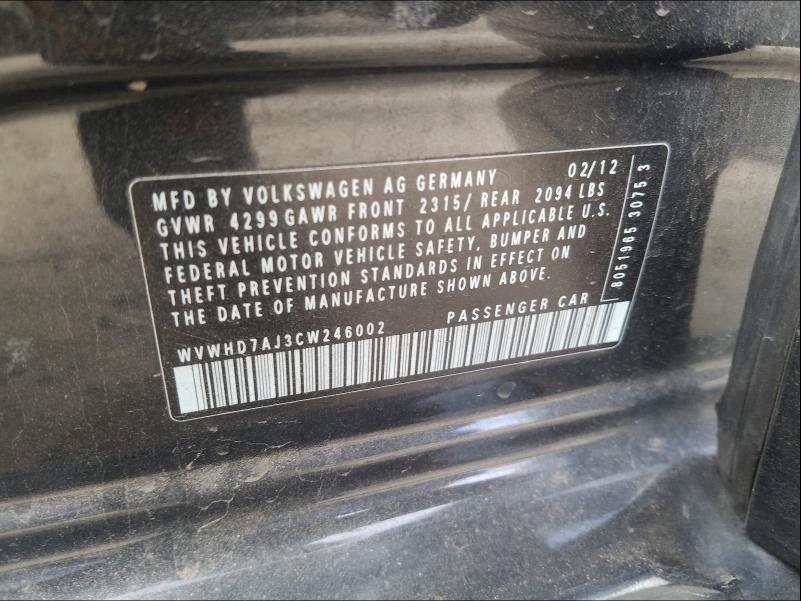 02/12
MFD BY VOLKSWAGEN AG GERMANY
GVWR 4299 GAWR FRONT 2315/ REAR 2094 LBS
THIS VEHICLE CONFORMS TO ALL APPLICABLE U.S.
FEDERAL MOTOR VEHICLE SAFETY, BUMPER AND
THEFT PREVENTION STANDARDS IN EFFECT ON
THE DATE OF MANUFACTURE SHOWN ABOVE.
WVWHD7AJ3CW246002 PASSENGER CAR
8051965 3075 3